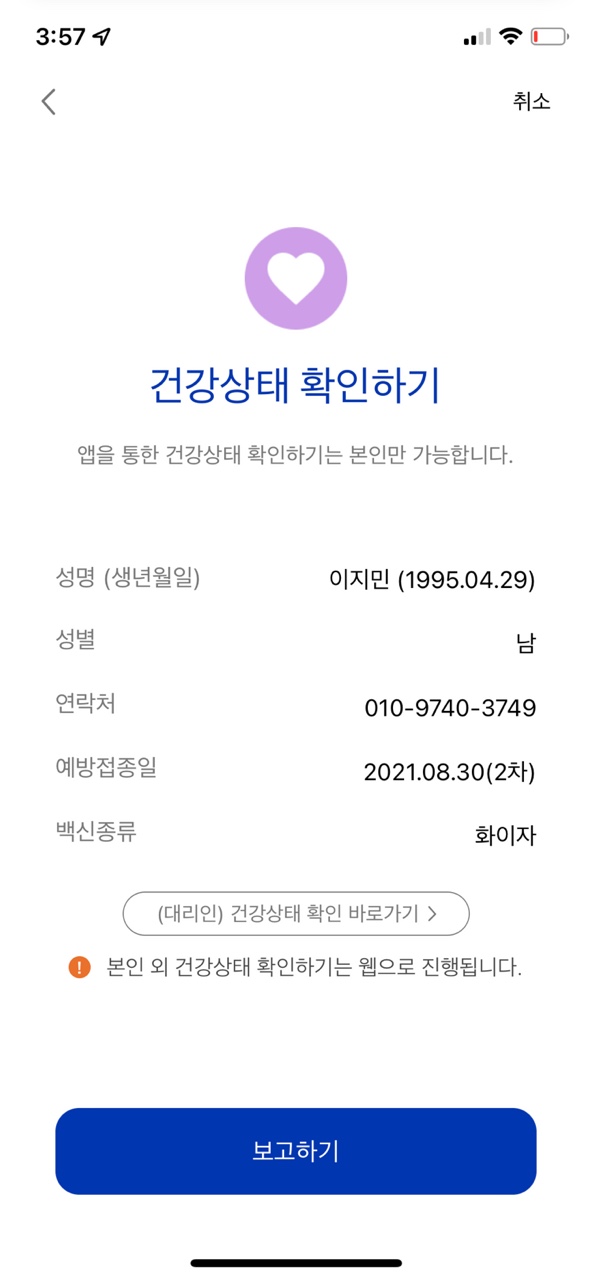 3:57
취소
건강상태 확인하기
앱을 통한 건강상태 확인하기는 본인만 가능합니다.
성명 (생년월일) 이지민 (1995.04.29)
성별 남
연락처 010-9740-3749
예방접종일 2021.08.30(2차)
백신종류 화이자
(대리인) 건강상태 확인 바로가기 >
! 본인 외 건강상태 확인하기는 웹으로 진행됩니다.
보고하기